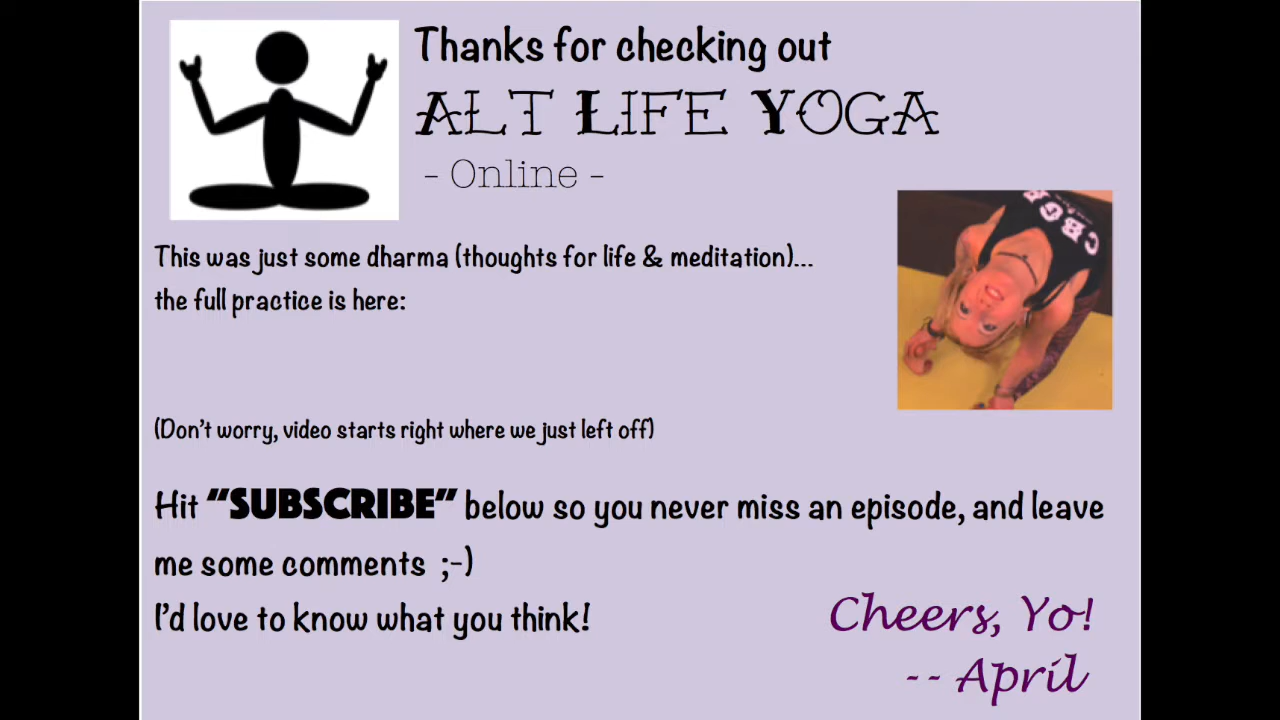 Thanks for checking out
ALT LIFE YOGA
- Online -
CBGB
This was just some dharma (thoughts for life & meditation)...
the full practice is here:
(Don't worry, video starts right where we just left off)
Hit "SUBSCRIBE" below so you never miss an episode, and leave
me some comments ;-)
I'd love to know what you think!
Cheers, Yo!
-- April